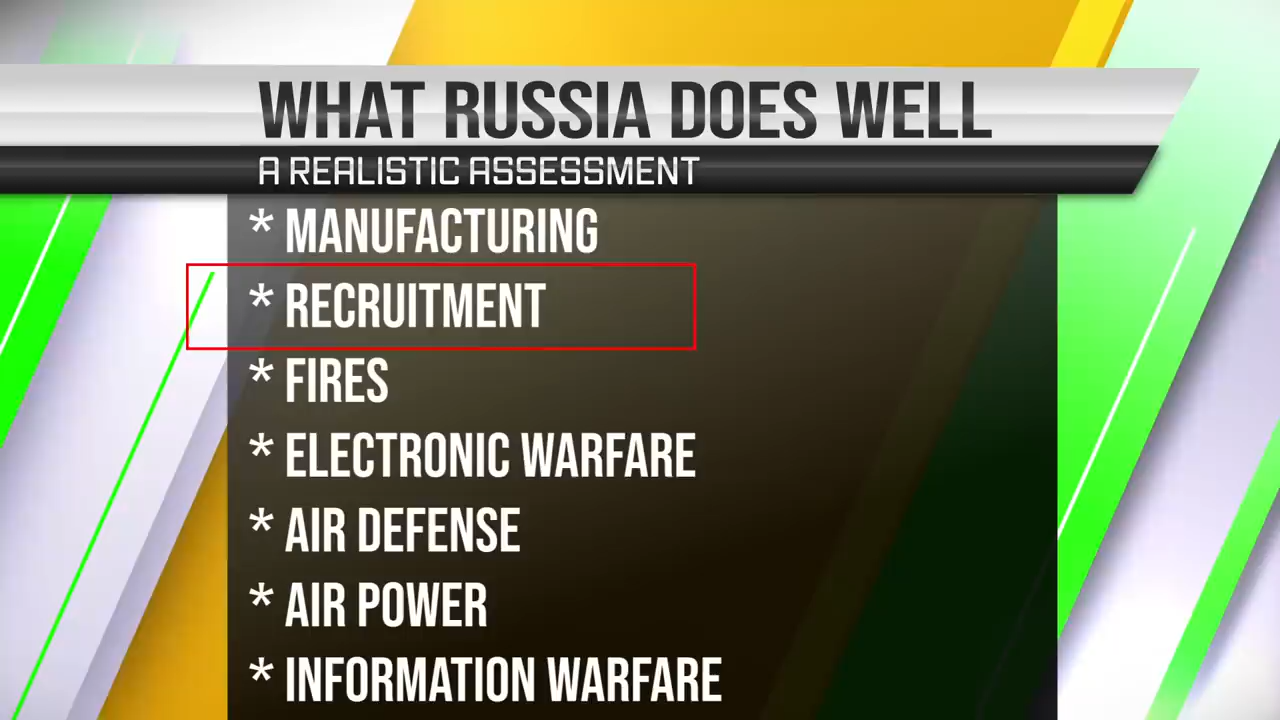 WHAT RUSSIA DOES WELL
A REALISTIC ASSESSMENT
* MANUFACTURING
* RECRUITMENT
* FIRES
* ELECTRONIC WARFARE
* AIR DEFENSE
* AIR POWER
* INFORMATION WARFARE